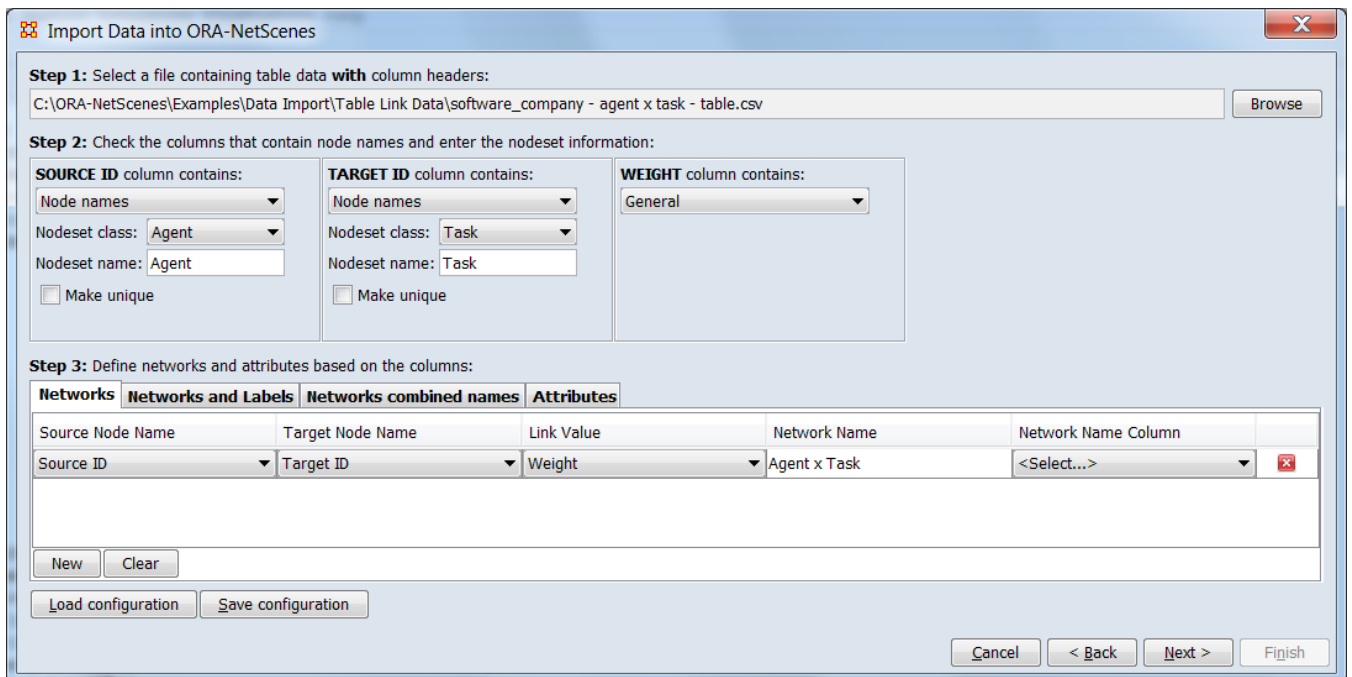 Import Data into ORA-NetScenes
Step 1: Select a file containing table data with column headers:
C:\ORA-NetScenes\Examples\Data Import\Table Link Data\software_company - agent x task - table.csv Browse
Step 2: Check the columns that contain node names and enter the nodeset information:
SOURCE ID column contains: TARGET ID column contains: WEIGHT column contains:
Node names Node names General
Nodeset class: Agent Nodeset class: Task
Nodeset name: Agent Nodeset name: Task
Make unique Make unique
Step 3: Define networks and attributes based on the columns:
Networks Networks and Labels Networks combined names Attributes
Source Node Name Target Node Name Link Value Network Name Network Name Column
Source ID Target ID Weight Agent x Task <Select...>
New Clear
Load configuration Save configuration
Cancel < Back Next > Finish